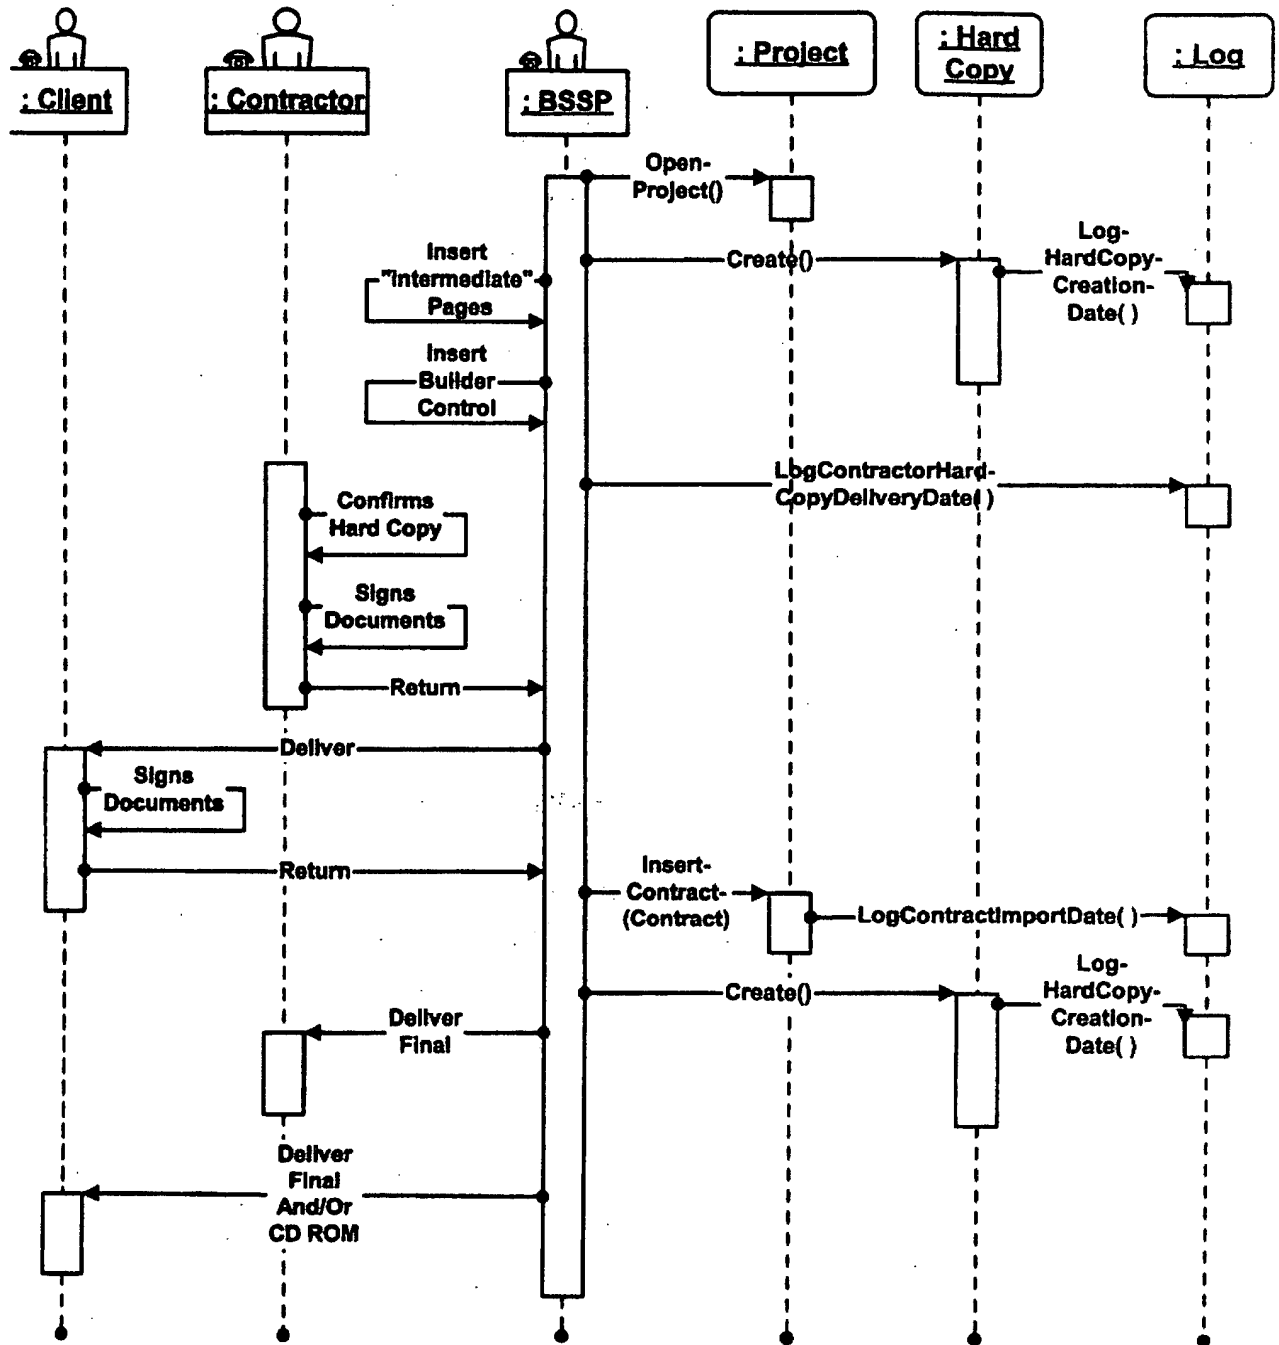 : Client
: Contractor
: BSSP
: Project
: Hard
Copy
: Log
Open-
Project()
Create()
Log-
HardCopy-
Creation-
Date( )
Insert
"Intermediate"
Pages
Insert
Builder
Control
LogContractorHard-
CopyDeliveryDate( )
Confirms
Hard Copy
Signs
Documents
Return
Deliver
Signs
Documents
Return
Insert-
Contract-
(Contract)
LogContractImportDate( )
Create()
Log-
HardCopy-
Creation-
Date( )
Deliver
Final
Deliver
Final
And/Or
CD ROM